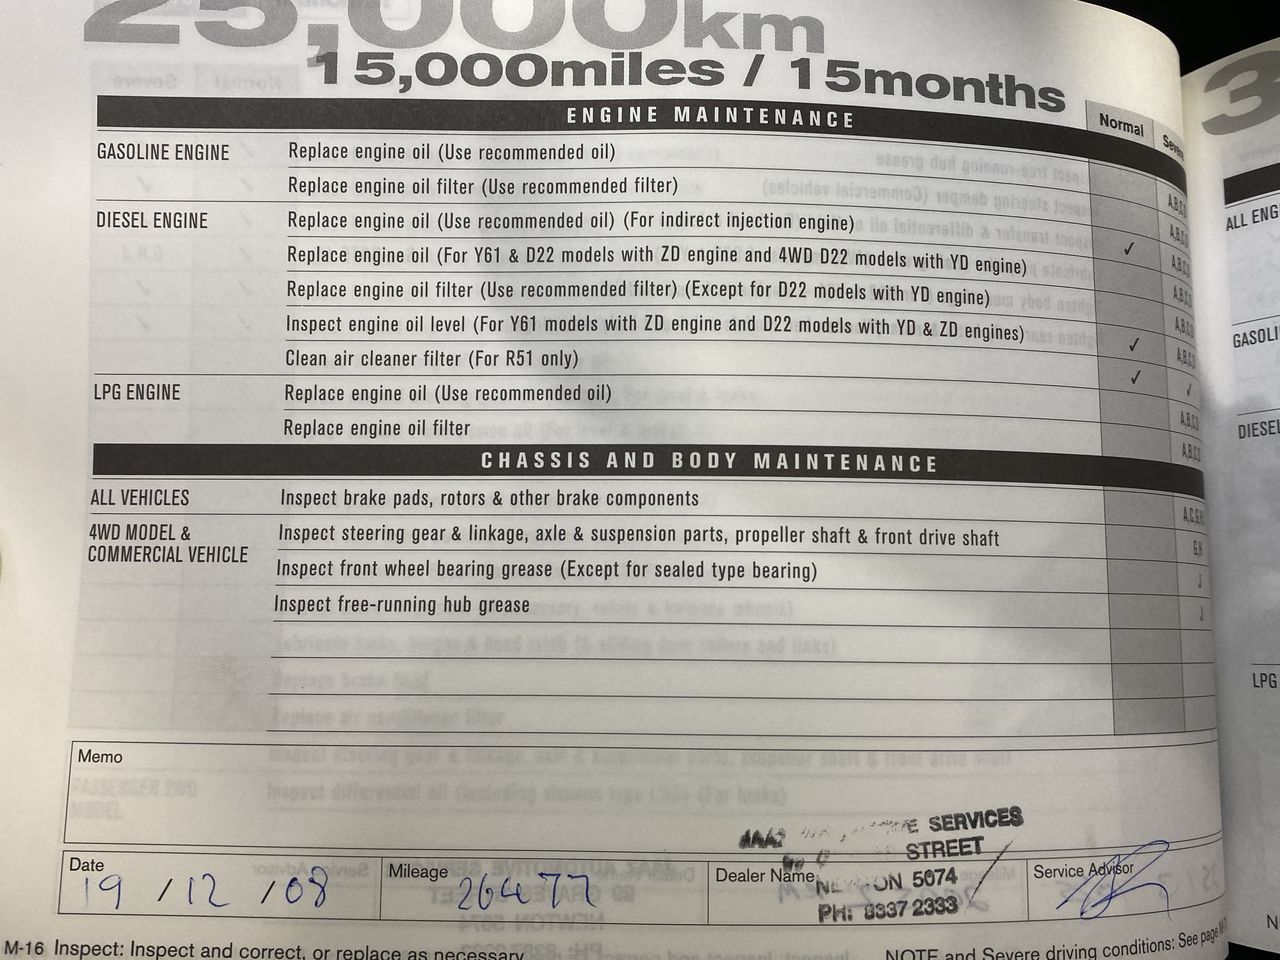 25,000km
15,000miles / 15months
ENGINE MAINTENANCE
Normal
GASOLINE ENGINE Replace engine oil (Use recommended oil) A,B,C,D
Replace engine oil filter (Use recommended filter) A,B,C,D
DIESEL ENGINE Replace engine oil (Use recommended oil) (For indirect injection engine) ✓ A,B,C,D
Replace engine oil (For Y61 & D22 models with ZD engine and 4WD D22 models with YD engine) A,B,C,D
Replace engine oil filter (Use recommended filter) (Except for D22 models with YD engine) A,B,C,D
Inspect engine oil level (For Y61 models with ZD engine and D22 models with YD & ZD engines) ✓ A,B,C,D
Clean air cleaner filter (For R51 only) ✓ ✓
LPG ENGINE Replace engine oil (Use recommended oil) A,B,C,D
Replace engine oil filter A,B,C,D
CHASSIS AND BODY MAINTENANCE
ALL VEHICLES Inspect brake pads, rotors & other brake components
4WD MODEL & COMMERCIAL VEHICLE Inspect steering gear & linkage, axle & suspension parts, propeller shaft & front drive shaft G,H
Inspect front wheel bearing grease (Except for sealed type bearing) J
Inspect free-running hub grease J
Memo
SERVICES
STREET
Date 19 / 12 / 08
Mileage
Dealer Name
5074
PH: 8337 2333
Service Advisor
M-16 Inspect: Inspect and correct, or replace as necessary
NOTE and Severe driving conditions: See page
3
ALL
DIESEL
LPG